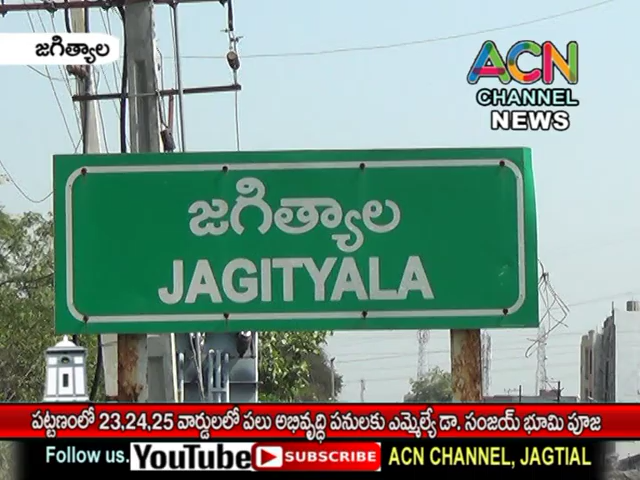 జగిత్యాల
ACN
CHANNEL
NEWS
జగిత్యాల
JAGITYALA
పట్టణంలో 23,24,25 వార్డులలో పలు అభివృద్ధి పనులకు ఎమ్మెల్యే డా. సంజయ్ భూమి పూజ
Follow us. YouTube SUBSCRIBE ACN CHANNEL, JAGTIAL